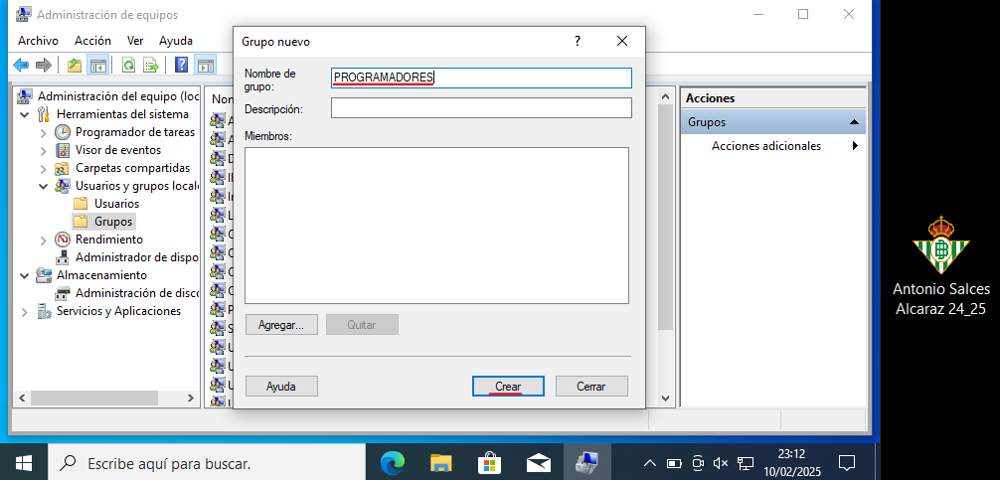 Administración de equipos
Archivo Acción Ver Ayuda
Administración del equipo (loc
Herramientas del sistema
Programador de tareas
Visor de eventos
Carpetas compartidas
Usuarios y grupos locale
Usuarios
Grupos
Rendimiento
Administrador de dispo
Almacenamiento
Administración de disco
Servicios y Aplicaciones
Grupo nuevo
Nombre de
grupo:
PROGRAMADORES
Descripción:
Miembros:
Agregar...
Quitar
Ayuda
Crear
Cerrar
Acciones
Grupos
Acciones adicionales
Antonio Salces
Alcaraz 24_25
Escribe aquí para buscar.
23:12
10/02/2025